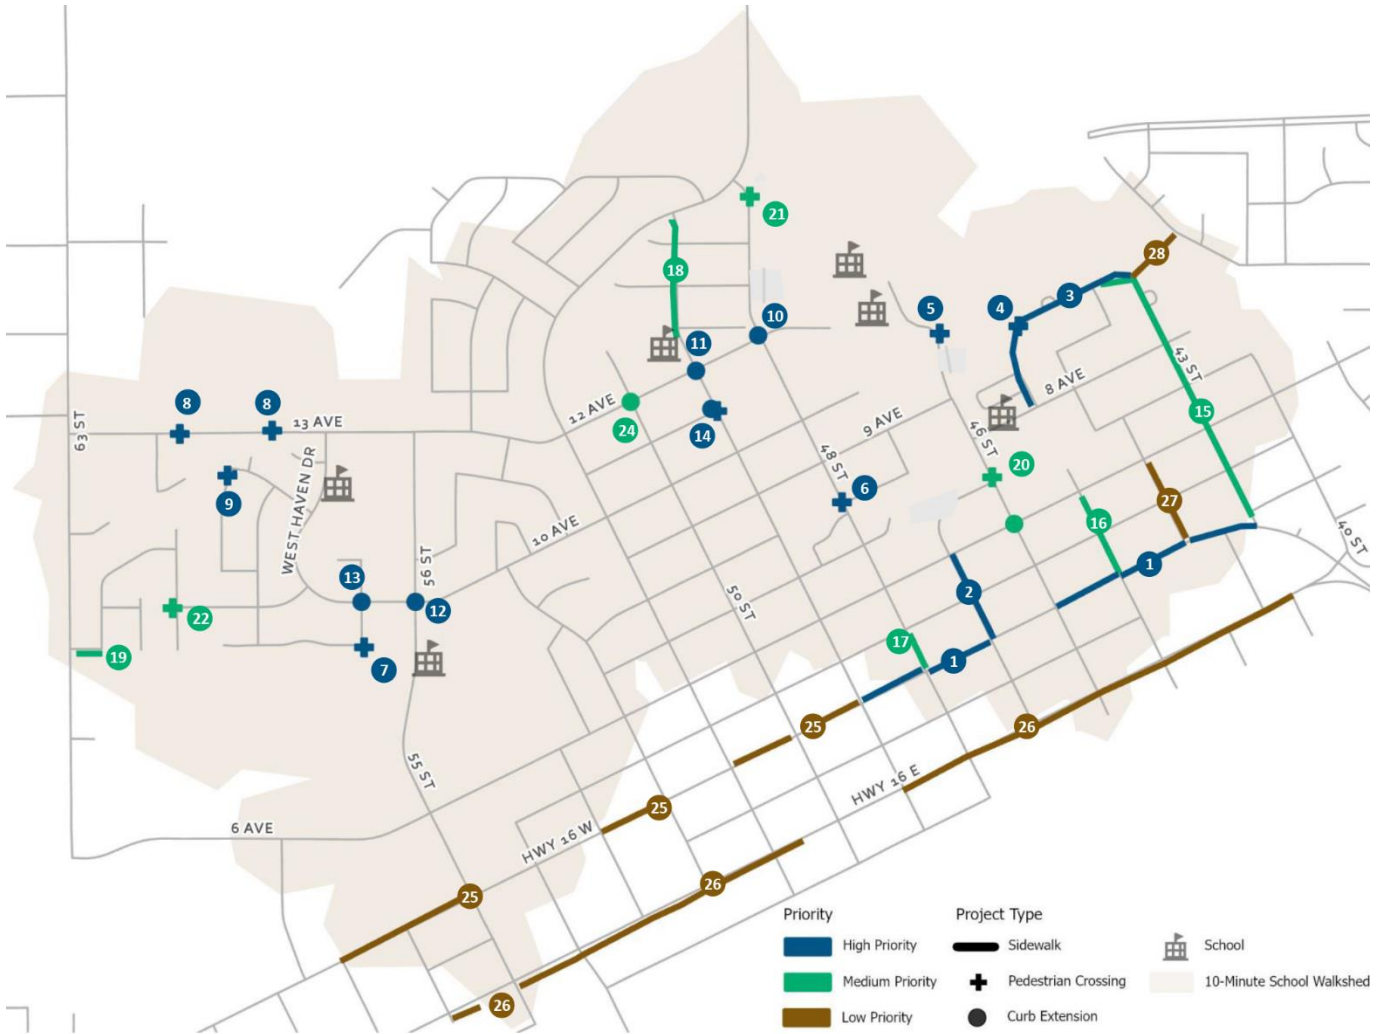 21
28
18
3
10
5
4
11
43 ST
8 AVE
8
8
12 AVE
24
15
63 ST
13 AVE
14
9 AVE
46 ST
48 ST
20
WEST HAVEN DR
9
6
27
16
10 AVE
40 ST
56 ST
13
1
2
50 ST
12
22
17
19
7
1
25
26
55 ST
HWY 16 E
25
6 AVE
HWY 16 W
26
25
26
Priority
High Priority
Medium Priority
Low Priority
Project Type
Sidewalk
Pedestrian Crossing
Curb Extension
School
10-Minute School Walkshed